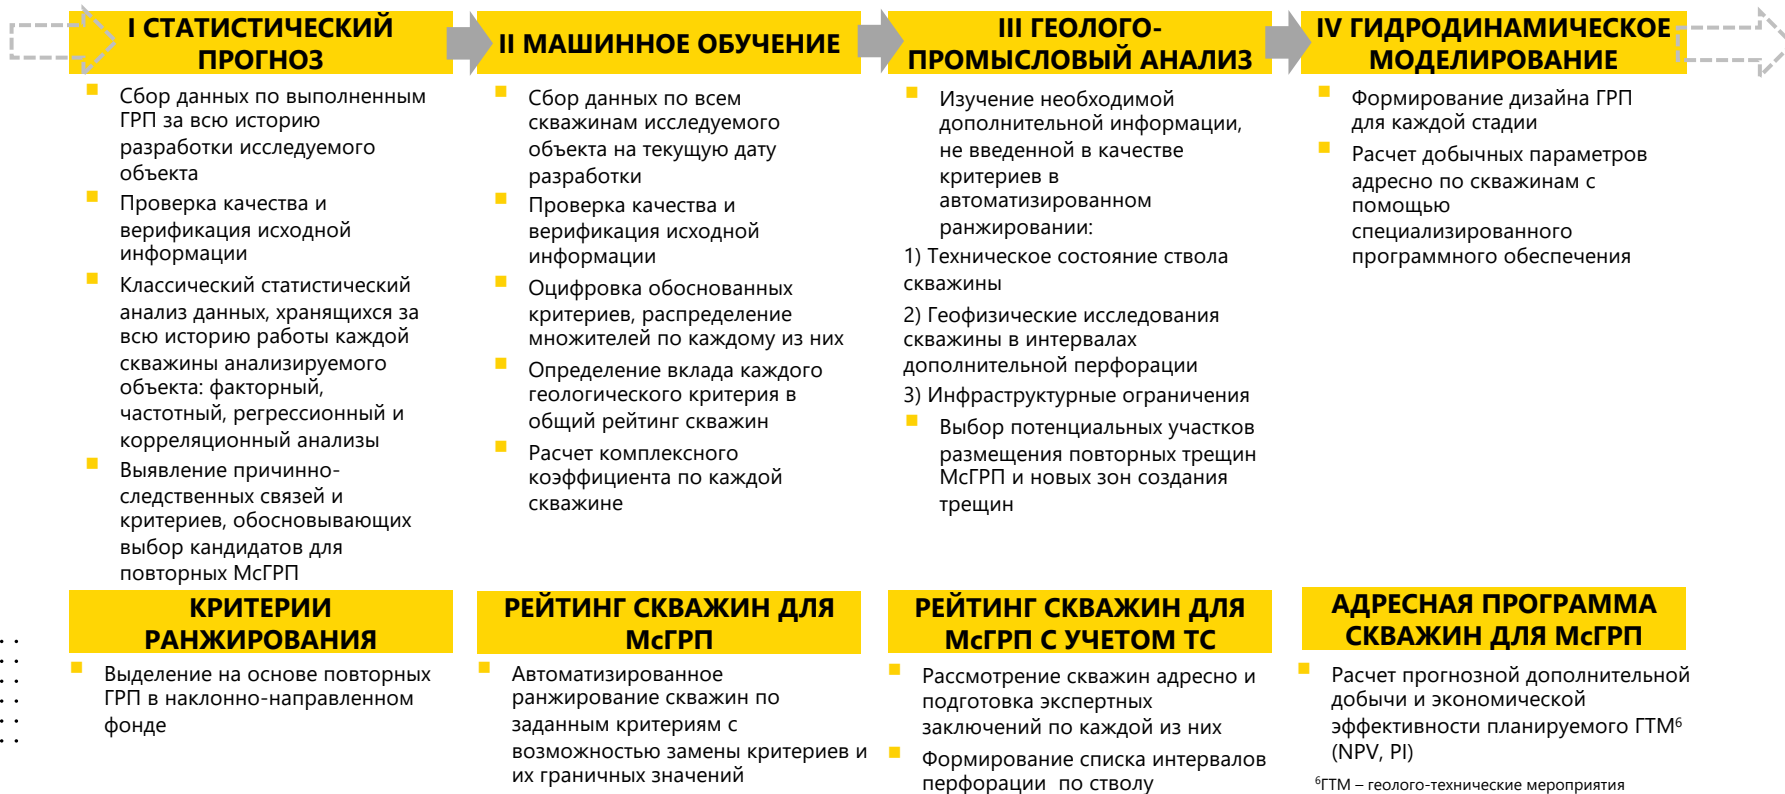 I СТАТИСТИЧЕСКИЙ
ПРОГНОЗ
Сбор данных по выполненным
ГРП за всю историю
разработки исследуемого
объекта
Проверка качества и
верификация исходной
информации
Классический статистический
анализ данных, хранящихся за
всю историю работы каждой
скважины анализируемого
объекта: факторный,
частотный, регрессионный и
корреляционный анализы
Выявление причинно-
следственных связей и
критериев, обосновывающих
выбор кандидатов для
повторных МсГРП
КРИТЕРИИ
РАНЖИРОВАНИЯ
Выделение на основе повторных
ГРП в наклонно-направленном
фонде
II МАШИННОЕ ОБУЧЕНИЕ
Сбор данных по всем
скважинам исследуемого
объекта на текущую дату
разработки
Проверка качества и
верификация исходной
информации
Оцифровка обоснованных
критериев, распределение
множителей по каждому из них
Определение вклада каждого
геологического критерия в
общий рейтинг скважин
Расчет комплексного
коэффициента по каждой
скважине
РЕЙТИНГ СКВАЖИН ДЛЯ
МсГРП
Автоматизированное
ранжирование скважин по
заданным критериям с
возможностью замены критериев и
их граничных значений
III ГЕОЛОГО-
ПРОМЫСЛОВЫЙ АНАЛИЗ
Изучение необходимой
дополнительной информации,
не введенной в качестве
критериев в
автоматизированном
ранжировании:
1) Техническое состояние ствола
скважины
2) Геофизические исследования
скважины в интервалах
дополнительной перфорации
3) Инфраструктурные ограничения
Выбор потенциальных участков
размещения повторных трещин
МсГРП и новых зон создания
трещин
РЕЙТИНГ СКВАЖИН ДЛЯ
МсГРП С УЧЕТОМ ТС
Рассмотрение скважин адресно и
подготовка экспертных
заключений по каждой из них
Формирование списка интервалов
перфорации по стволу
IV ГИДРОДИНАМИЧЕСКОЕ
МОДЕЛИРОВАНИЕ
Формирование дизайна ГРП
для каждой стадии
Расчет добычных параметров
адресно по скважинам с
помощью
специализированного
программного обеспечения
АДРЕСНАЯ ПРОГРАММА
СКВАЖИН ДЛЯ МсГРП
Расчет прогнозной дополнительной
добычи и экономической
эффективности планируемого ГТМ⁶
(NPV, PI)
⁶ГТМ – геолого-технические мероприятия